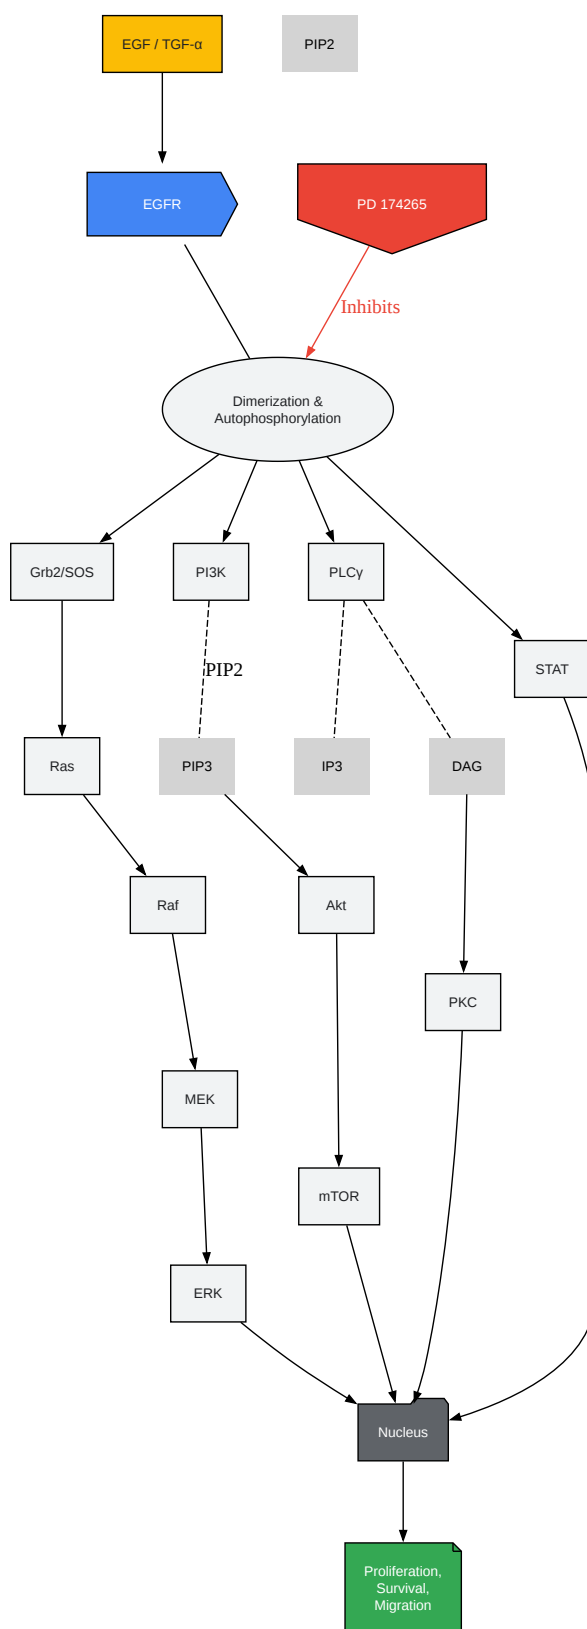 EGF / TGF-α
PIP2
EGFR
PD 174265
Inhibits
Dimerization &
Autophosphorylation
Grb2/SOS
PI3K
PLCγ
STAT
PIP2
Ras
PIP3
IP3
DAG
Raf
Akt
PKC
MEK
mTOR
ERK
Nucleus
Proliferation,
Survival,
Migration